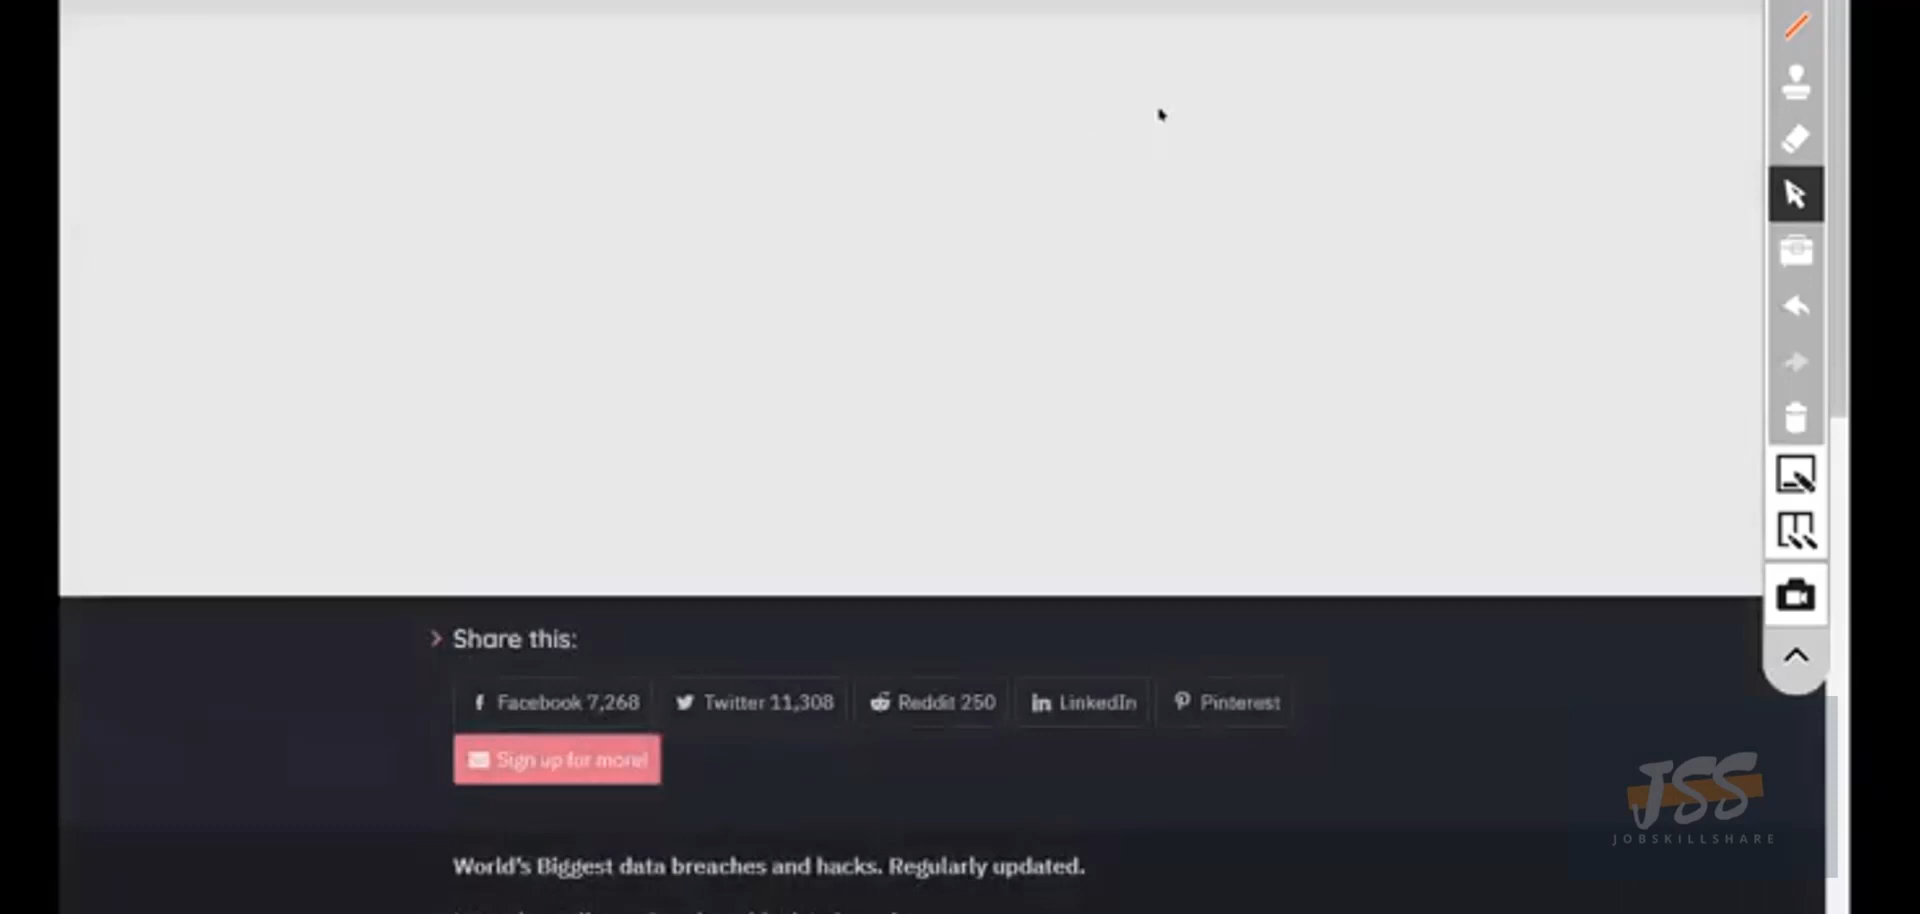 Share this:
Facebook 7,268 Twitter 11,308 Reddit 250 LinkedIn Pinterest
Sign up for more!
JSS
JOBSKILLSHARE
World's Biggest data breaches and hacks. Regularly updated.